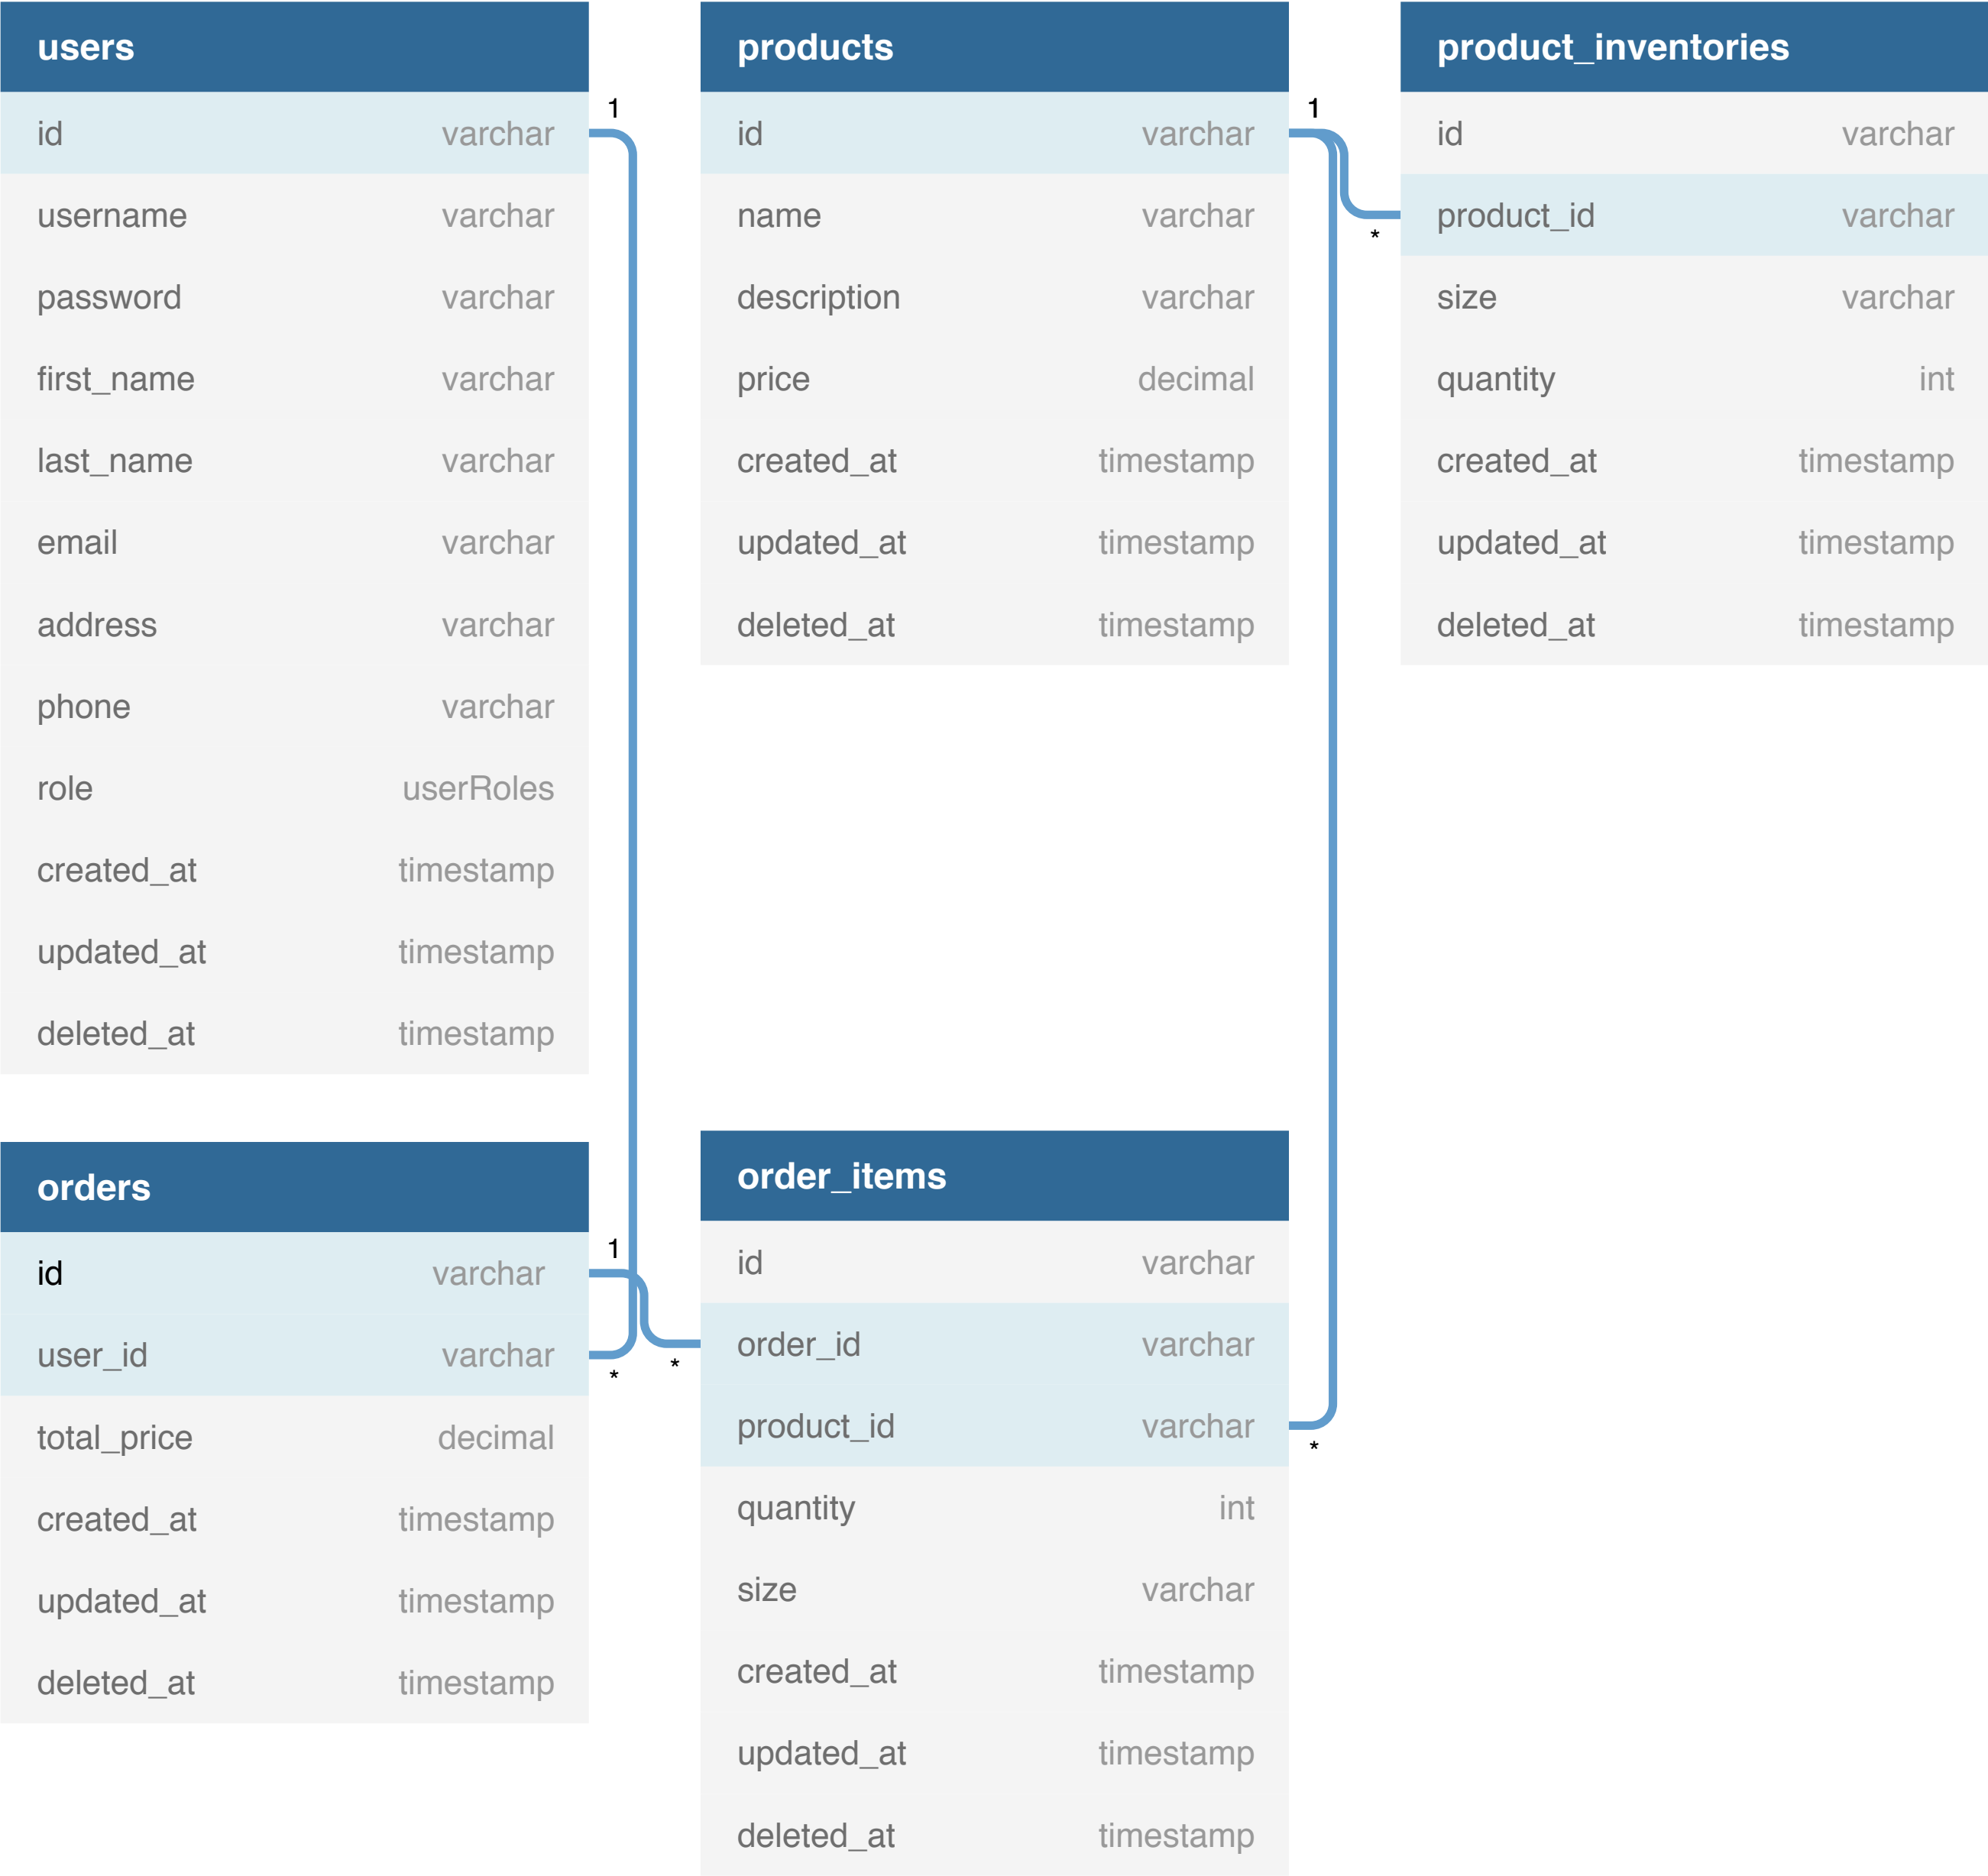 users
id varchar
username varchar
password varchar
first_name varchar
last_name varchar
email varchar
address varchar
phone varchar
role userRoles
created_at timestamp
updated_at timestamp
deleted_at timestamp
1
*
products
id varchar
name varchar
description varchar
price decimal
created_at timestamp
updated_at timestamp
deleted_at timestamp
1
*
*
product_inventories
id varchar
product_id varchar
size varchar
quantity int
created_at timestamp
updated_at timestamp
deleted_at timestamp
orders
id varchar
user_id varchar
total_price decimal
created_at timestamp
updated_at timestamp
deleted_at timestamp
1
*
order_items
id varchar
order_id varchar
product_id varchar
quantity int
size varchar
created_at timestamp
updated_at timestamp
deleted_at timestamp